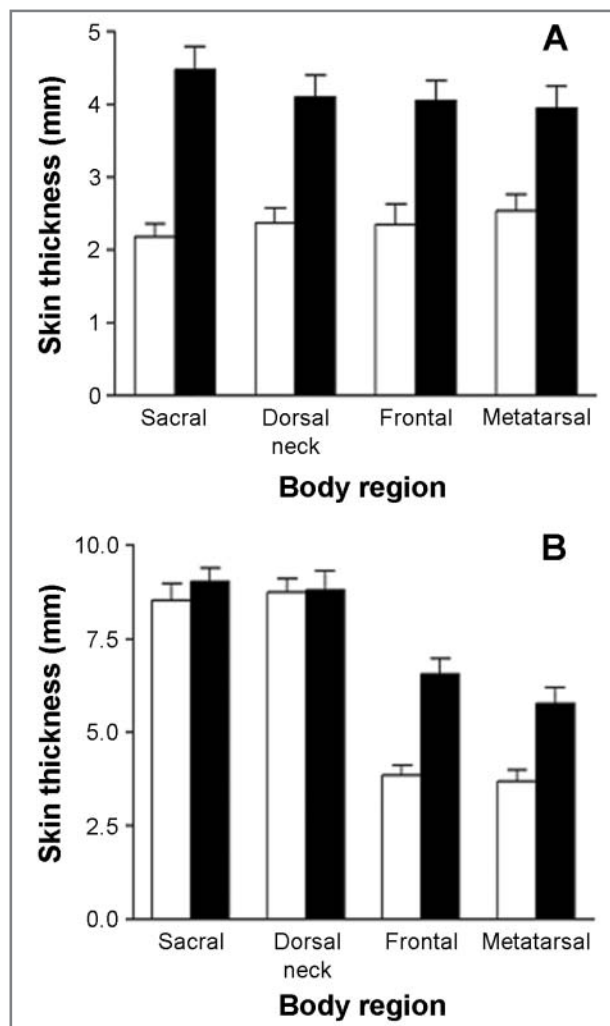 A
Skin thickness (mm)
5
4
3
2
1
0
Sacral
Dorsal
neck
Frontal
Metatarsal
Body region
B
Skin thickness (mm)
10.0
7.5
5.0
2.5
0.0
Sacral
Dorsal
neck
Frontal
Metatarsal
Body region